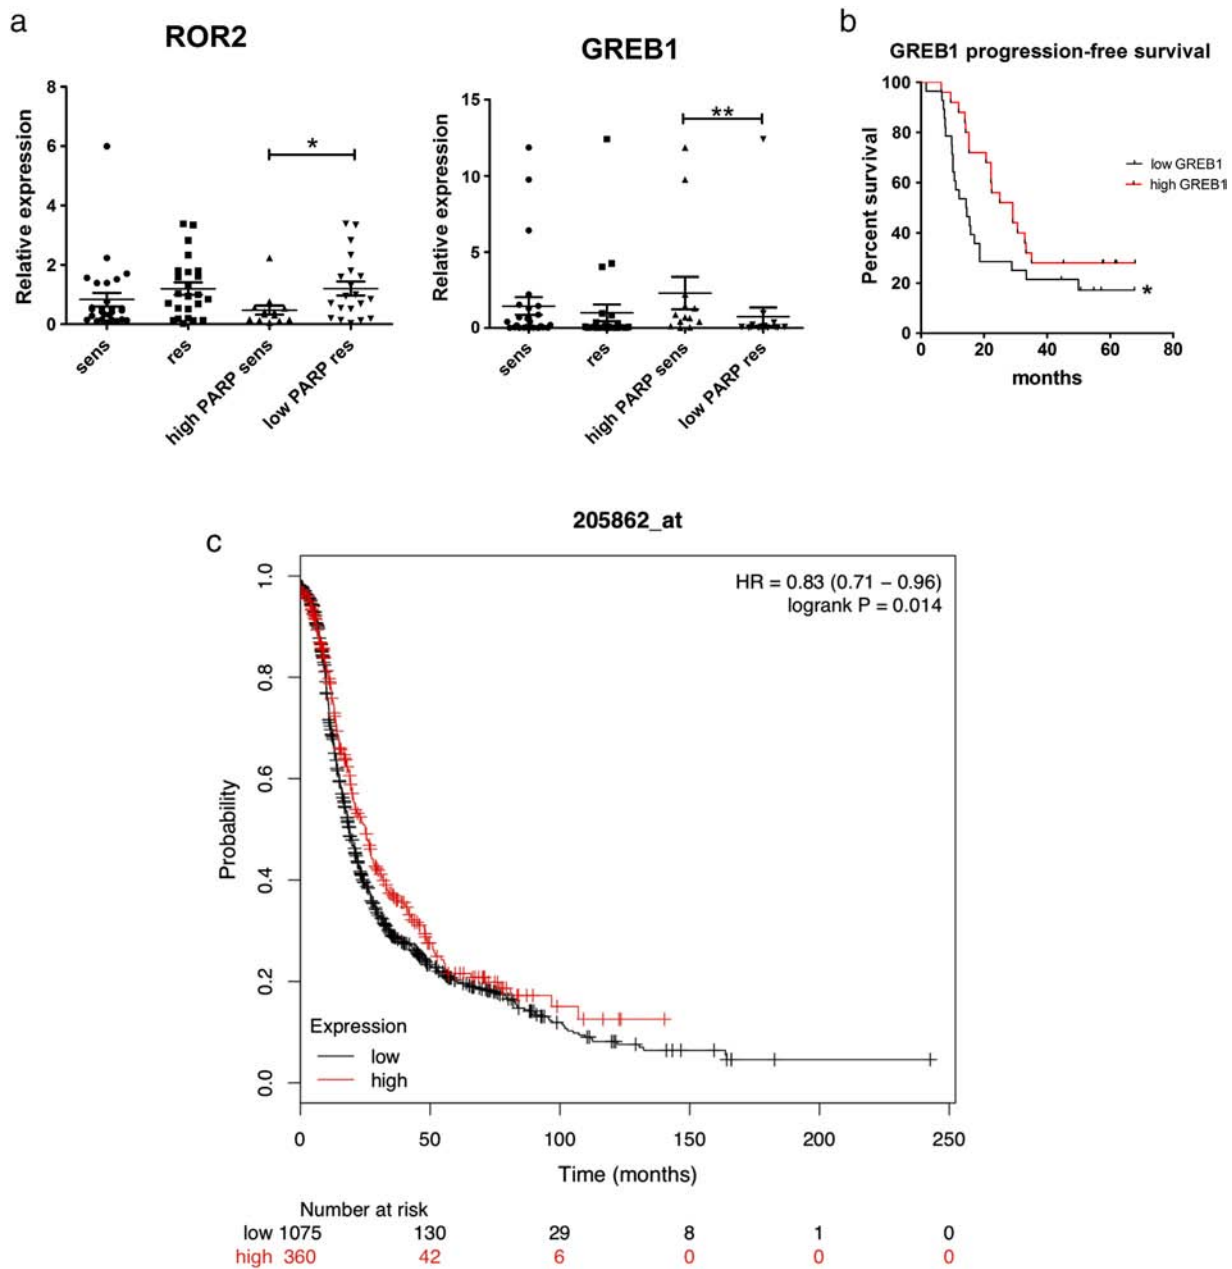 a
ROR2
Relative expression
8
6
4
2
0
*
sens
res
high PARP sens
low PARP res
GREB1
Relative expression
15
10
5
0
**
sens
res
high PARP sens
low PARP res
b
GREB1 progression-free survival
Percent survival
100
80
60
40
20
0
low GREB1
high GREB1
*
0 20 40 60 80
months
c
205862_at
HR = 0.83 (0.71 − 0.96)
logrank P = 0.014
Probability
1.0
0.8
0.6
0.4
0.2
0.0
Expression
low
high
0 50 100 150 200 250
Time (months)
Number at risk
low 1075 130 29 8 1 0
high 360 42 6 0 0 0